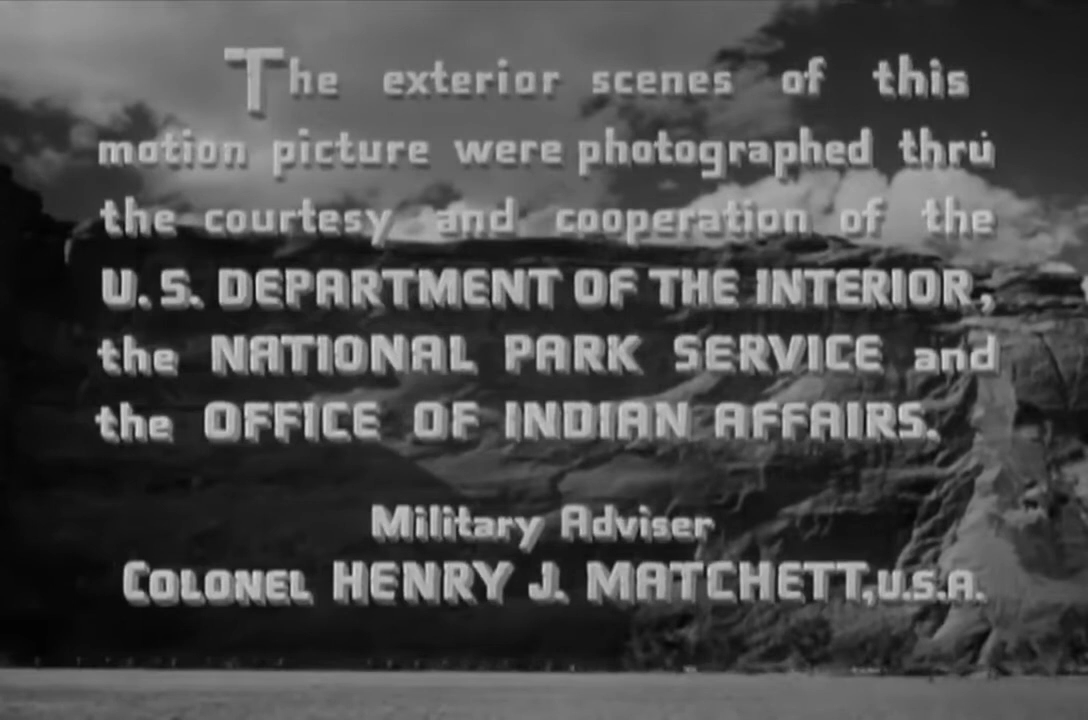 The exterior scenes of this
motion picture were photographed thru
the courtesy and cooperation of the
U.S. DEPARTMENT OF THE INTERIOR,
the NATIONAL PARK SERVICE and
the OFFICE OF INDIAN AFFAIRS.
Military Adviser
COLONEL HENRY J. MATCHETT, U.S.A.